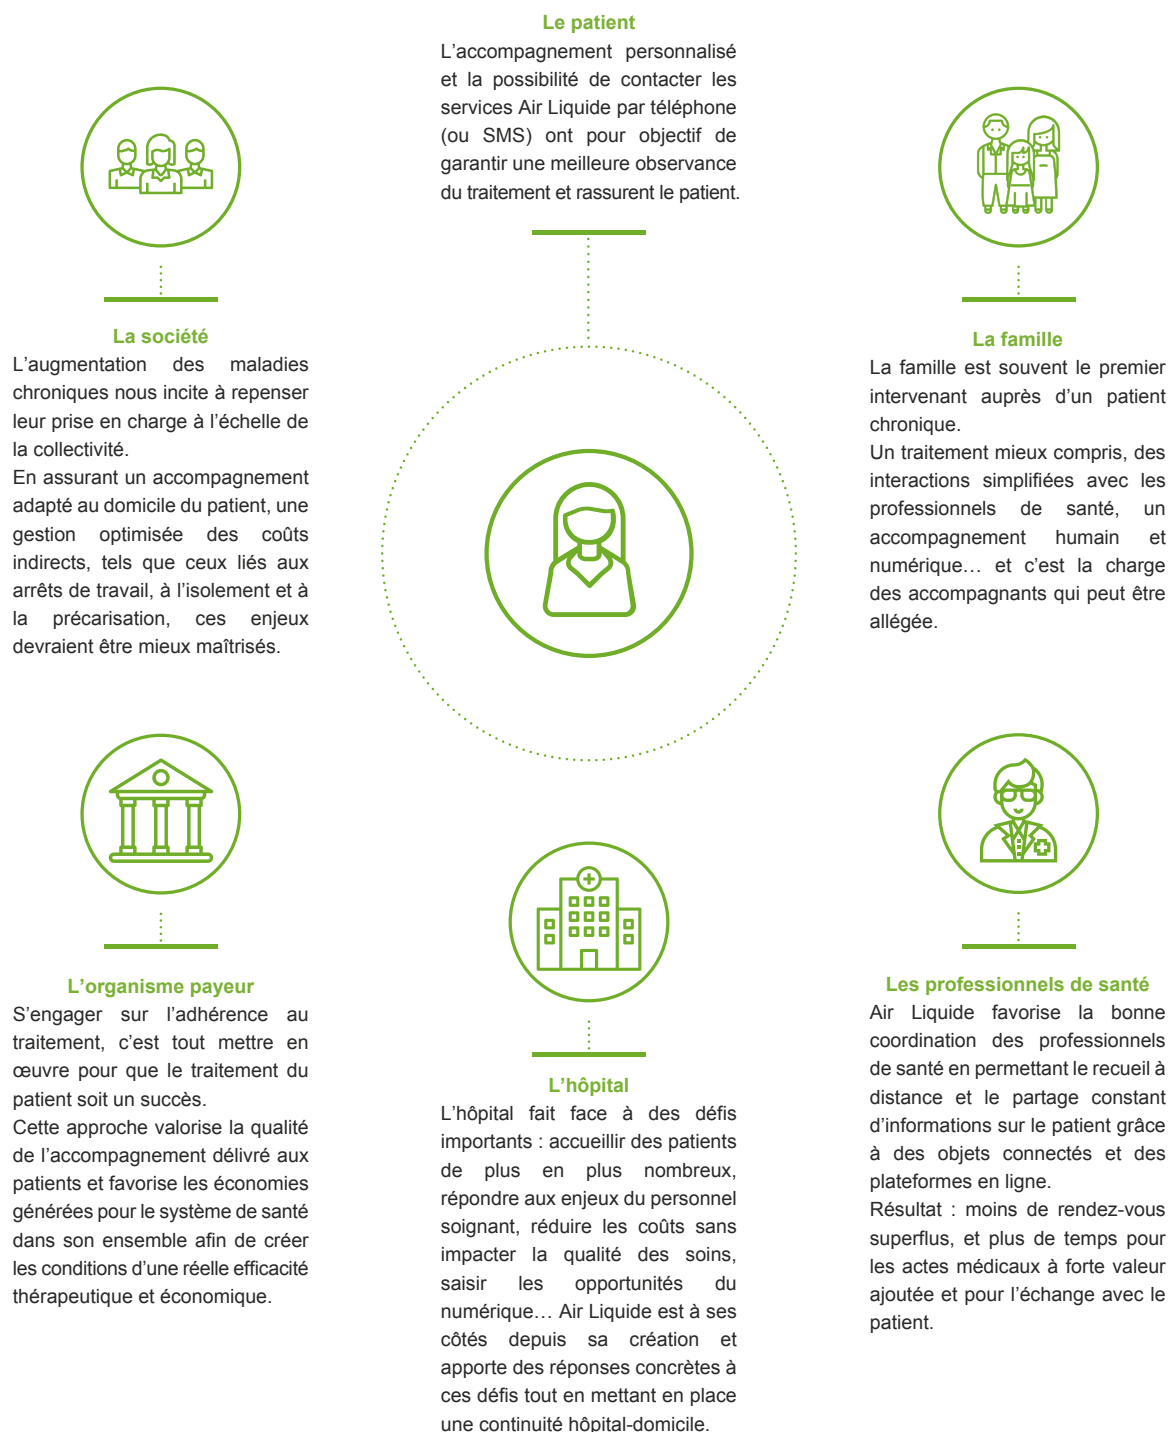 Le patient
L’accompagnement personnalisé
et la possibilité de contacter les
services Air Liquide par téléphone
(ou SMS) ont pour objectif de
garantir une meilleure observance
du traitement et rassurent le patient.
La société
L’augmentation des maladies
chroniques nous incite à repenser
leur prise en charge à l’échelle de
la collectivité.
En assurant un accompagnement
adapté au domicile du patient, une
gestion optimisée des coûts
indirects, tels que ceux liés aux
arrêts de travail, à l’isolement et à
la précarisation, ces enjeux
devraient être mieux maîtrisés.
La famille
La famille est souvent le premier
intervenant auprès d’un patient
chronique.
Un traitement mieux compris, des
interactions simplifiées avec les
professionnels de santé, un
accompagnement humain et
numérique… et c’est la charge
des accompagnants qui peut être
allégée.
L’organisme payeur
S’engager sur l’adhérence au
traitement, c’est tout mettre en
œuvre pour que le traitement du
patient soit un succès.
Cette approche valorise la qualité
de l’accompagnement délivré aux
patients et favorise les économies
générées pour le système de santé
dans son ensemble afin de créer
les conditions d’une réelle efficacité
thérapeutique et économique.
L’hôpital
L’hôpital fait face à des défis
importants : accueillir des patients
de plus en plus nombreux,
répondre aux enjeux du personnel
soignant, réduire les coûts sans
impacter la qualité des soins,
saisir les opportunités du
numérique… Air Liquide est à ses
côtés depuis sa création et
apporte des réponses concrètes à
ces défis tout en mettant en place
une continuité hôpital-domicile.
Les professionnels de santé
Air Liquide favorise la bonne
coordination des professionnels
de santé en permettant le recueil à
distance et le partage constant
d’informations sur le patient grâce
à des objets connectés et des
plateformes en ligne.
Résultat : moins de rendez-vous
superflus, et plus de temps pour
les actes médicaux à forte valeur
ajoutée et pour l’échange avec le
patient.